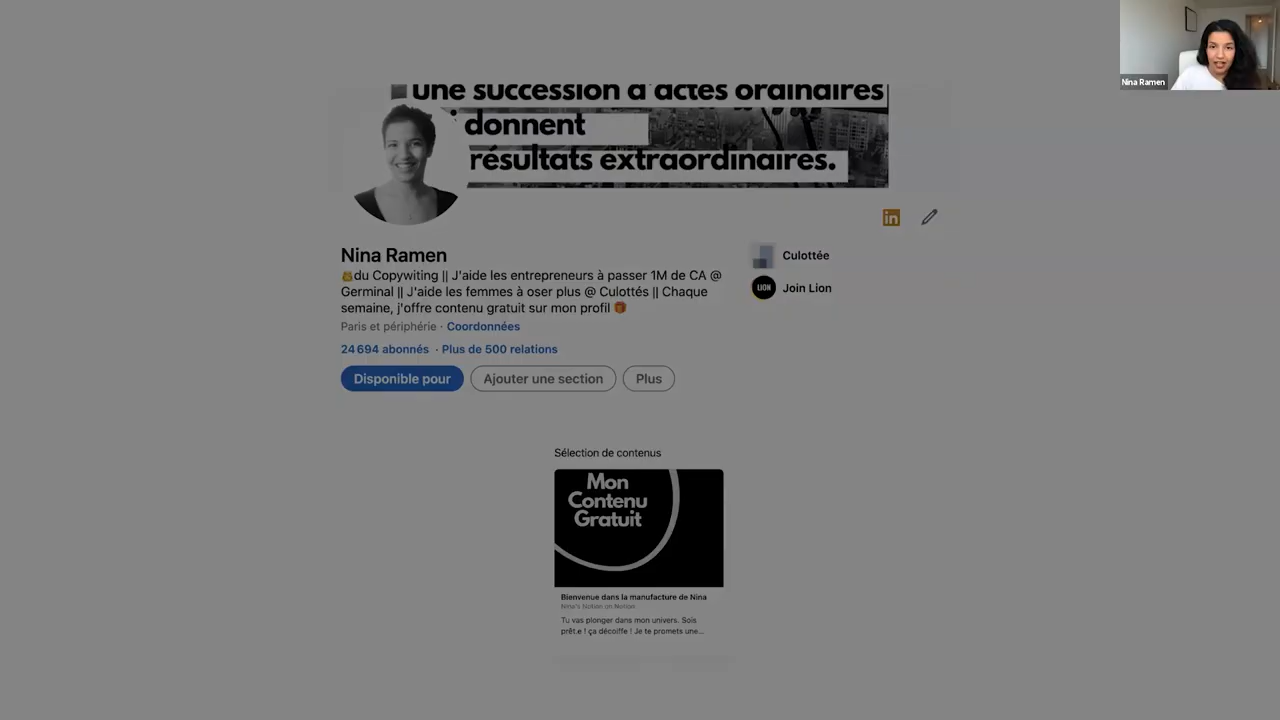 Nina Ramen
une succession d'actes ordinaires
donnent
résultats extraordinaires.
Nina Ramen
du Copywiting || J'aide les entrepreneurs à passer 1M de CA @
Germinal || J'aide les femmes à oser plus @ Culottés || Chaque
semaine, j'offre contenu gratuit sur mon profil
Culottée
LION Join Lion
Paris et périphérie · Coordonnées
24 694 abonnés · Plus de 500 relations
Disponible pour Ajouter une section Plus
Sélection de contenus
Mon
Contenu
Gratuit
Bienvenue dans la manufacture de Nina
Nina's Notion on Notion
Tu vas plonger dans mon univers. Sois
prêt.e ! ça décoiffe ! Je te promets une...